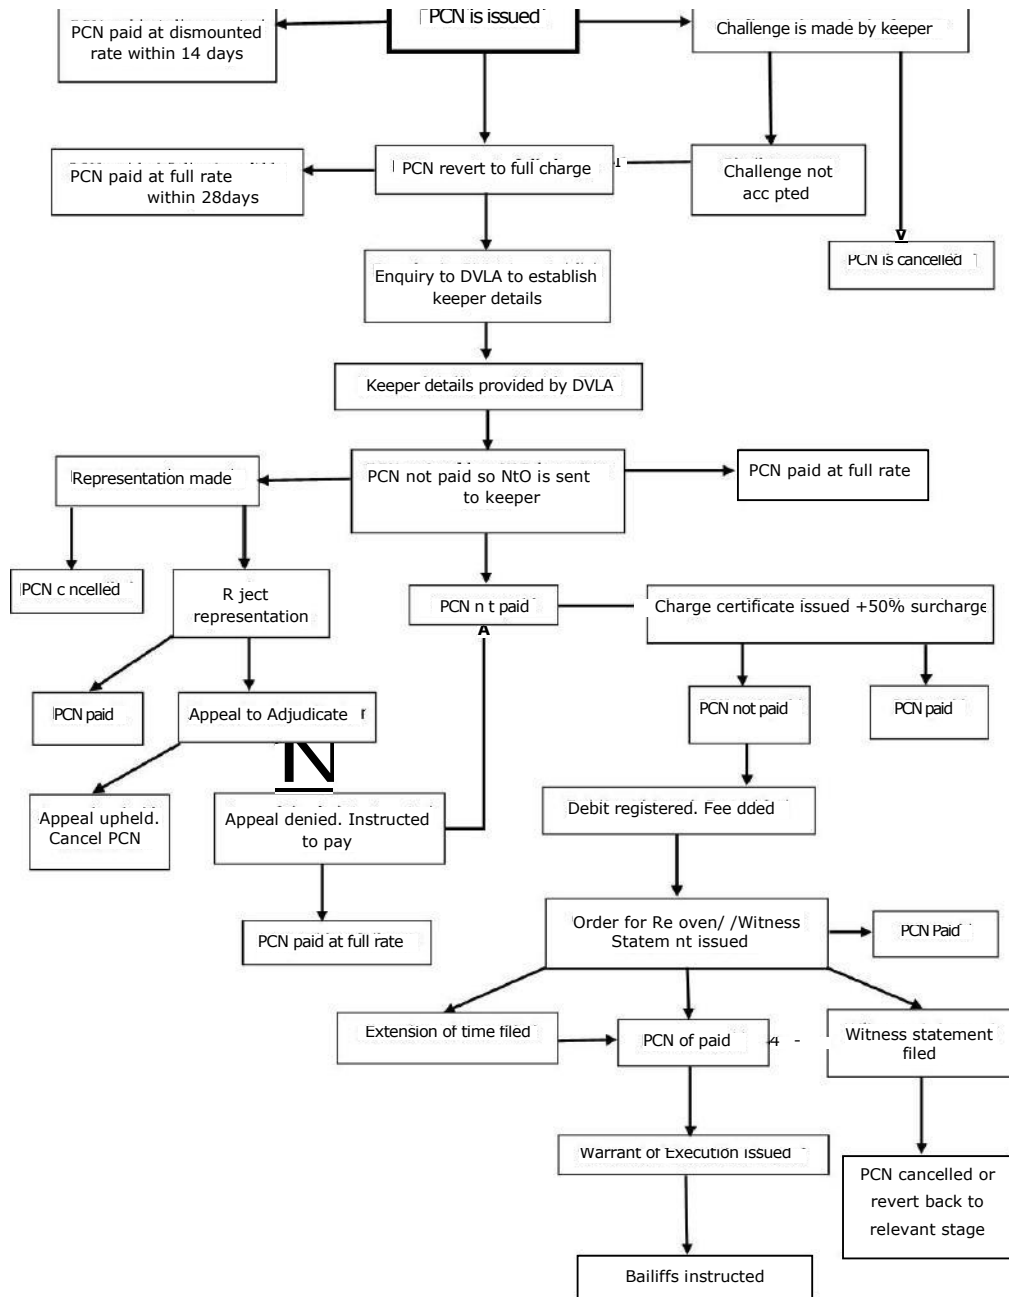 PCN is issued
PCN paid at dismounted
rate within 14 days
Challenge is made by keeper
PCN paid at full rate
within 28days
PCN revert to full charge
Challenge not
acc pted
PCN is cancelled
Enquiry to DVLA to establish
keeper details
Keeper details provided by DVLA
Representation made
PCN not paid so NtO is sent
to keeper
PCN paid at full rate
PCN c ncelled
R ject
representation
PCN n t paid
Charge certificate issued +50% surcharge
A
PCN paid
Appeal to Adjudicate r
PCN not paid
PCN paid
N
Appeal upheld.
Cancel PCN
Appeal denied. Instructed
to pay
Debit registered. Fee dded
PCN paid at full rate
Order for Re oven/ /Witness
Statem nt issued
PCN Paid
Extension of time filed
PCN of paid
4 -
Witness statement
filed
Warrant of Execution issued
PCN cancelled or
revert back to
relevant stage
Bailiffs instructed